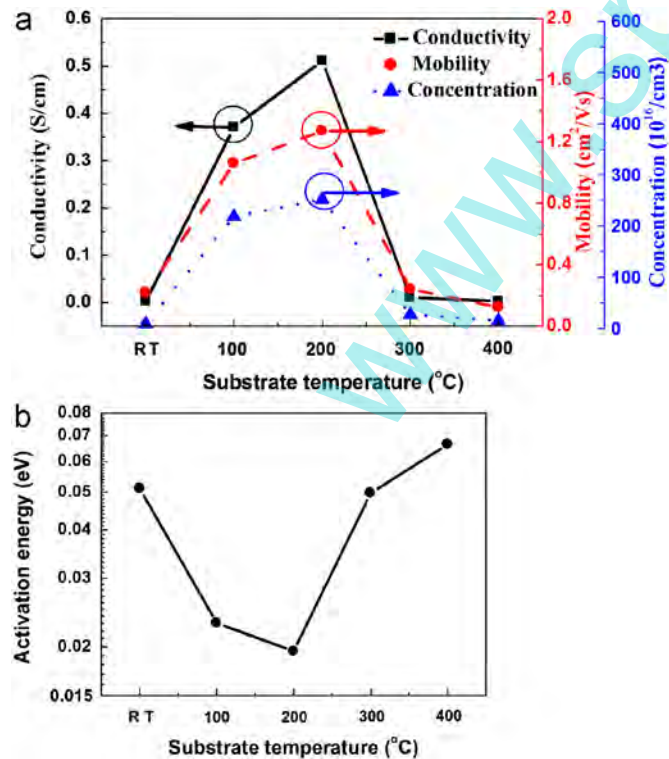 a
0.6
0.5
0.4
0.3
0.2
0.1
0.0
Conductivity (S/cm)
Conductivity
Mobility
Concentration
2.0
1.6
1.2
0.8
0.4
0.0
Mobility (cm²/Vs)
600
500
400
300
200
100
0
Concentration (10¹⁶/cm3)
R T 100 200 300 400
Substrate temperature (°C)
b
0.08
0.07
0.06
0.05
0.04
0.03
0.02
0.015
Activation energy (eV)
R T 100 200 300 400
Substrate temperature (°C)